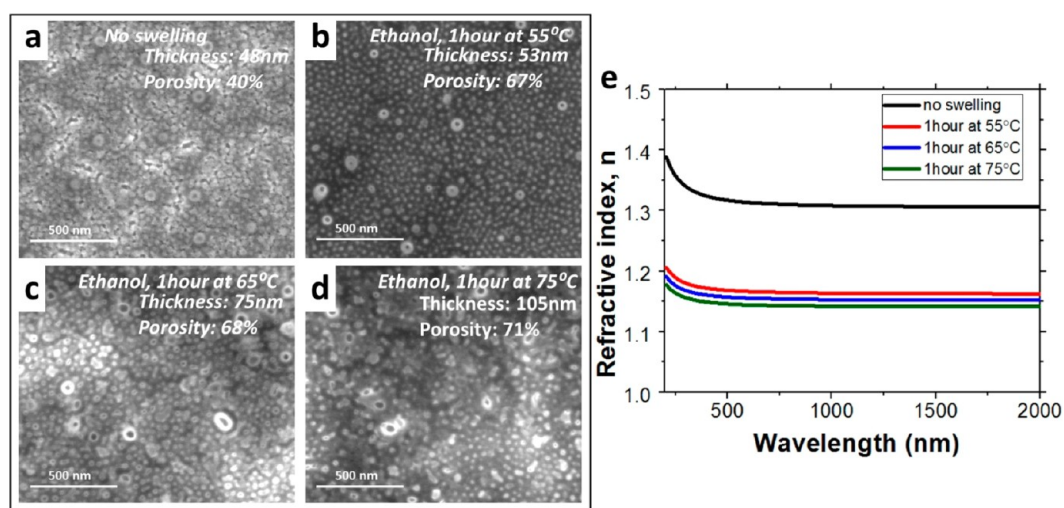 a
No swelling
Thickness: 48nm
Porosity: 40%
500 nm
b
Ethanol, 1hour at 55⁰C
Thickness: 53nm
Porosity: 67%
500 nm
c
Ethanol, 1hour at 65⁰C
Thickness: 75nm
Porosity: 68%
500 nm
d
Ethanol, 1hour at 75⁰C
Thickness: 105nm
Porosity: 71%
500 nm
e
Refractive index, n
1.5
1.4
1.3
1.2
1.1
1.0
no swelling
1hour at 55°C
1hour at 65°C
1hour at 75°C
500 1000 1500 2000
Wavelength (nm)